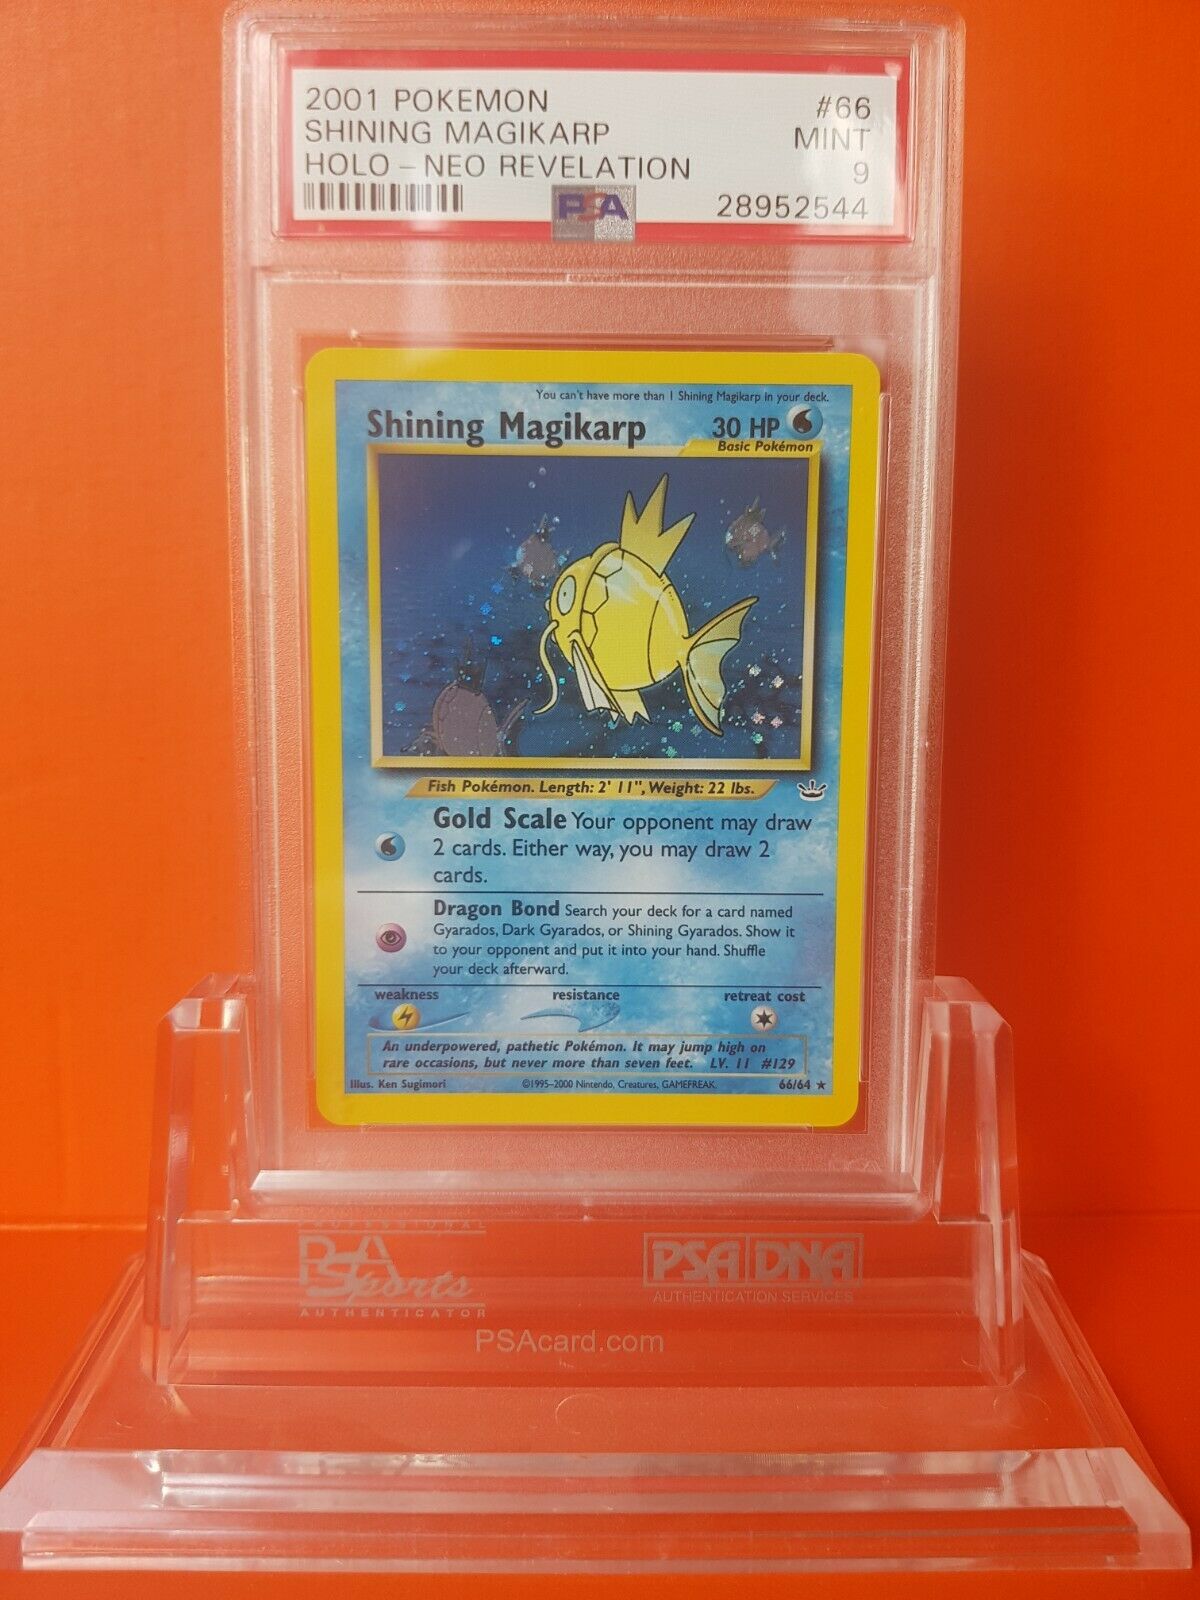 2001 POKEMON #66
SHINING MAGIKARP MINT
HOLO – NEO REVELATION 9
PSA 28952544
You can't have more than 1 Shining Magikarp in your deck.
Shining Magikarp 30 HP
Basic Pokémon
Fish Pokémon. Length: 2' 11", Weight: 22 lbs.
Gold Scale Your opponent may draw
2 cards. Either way, you may draw 2
cards.
Dragon Bond Search your deck for a card named
Gyarados, Dark Gyarados, or Shining Gyarados. Show it
to your opponent and put it into your hand. Shuffle
your deck afterward.
weakness resistance retreat cost
An underpowered, pathetic Pokémon. It may jump high on
rare occasions, but never more than seven feet. LV. 11 #129
Illus. Ken Sugimori ©1995–2000 Nintendo, Creatures, GAMEFREAK. 66/64 ★
PROFESSIONAL
PSA Sports
AUTHENTICATOR
PSA DNA
AUTHENTICATION SERVICES
PSAcard.com